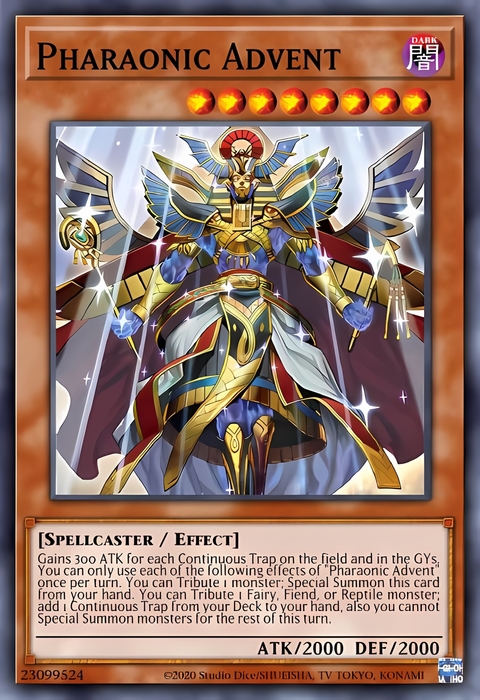 PHARAONIC ADVENT
DARK
闇
[SPELLCASTER / EFFECT]
Gains 300 ATK for each Continuous Trap on the field and in the GYs.
You can only use each of the following effects of "Pharaonic Advent"
once per turn. You can Tribute 1 monster; Special Summon this card
from your hand. You can Tribute 1 Fairy, Fiend, or Reptile monster;
add 1 Continuous Trap from your Deck to your hand, also you cannot
Special Summon monsters for the rest of this turn.
ATK/2000 DEF/2000
23099524
©2020 Studio Dice/SHUEISHA, TV TOKYO, KONAMI